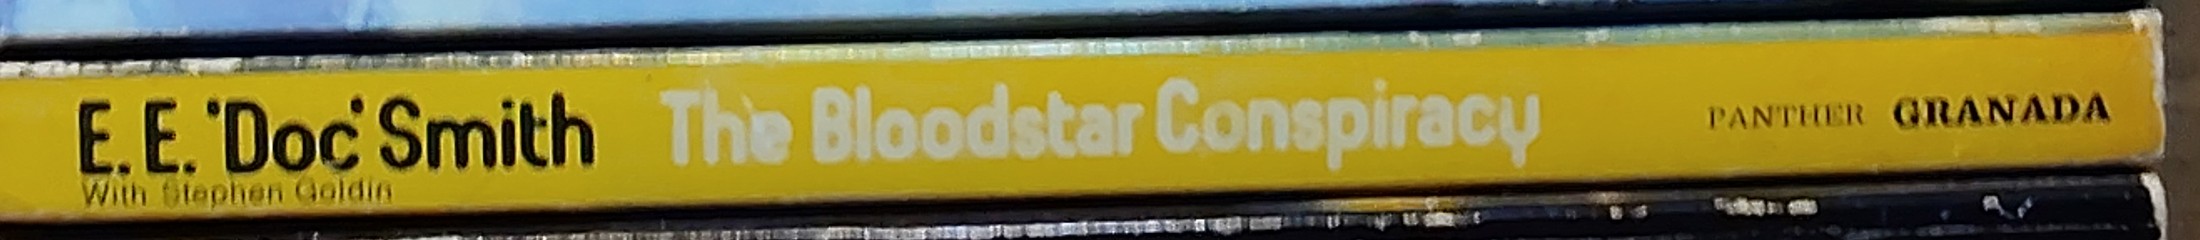 E.E. 'Doc' Smith The Bloodstar Conspiracy PANTHER GRANADA
With Stephen Goldin